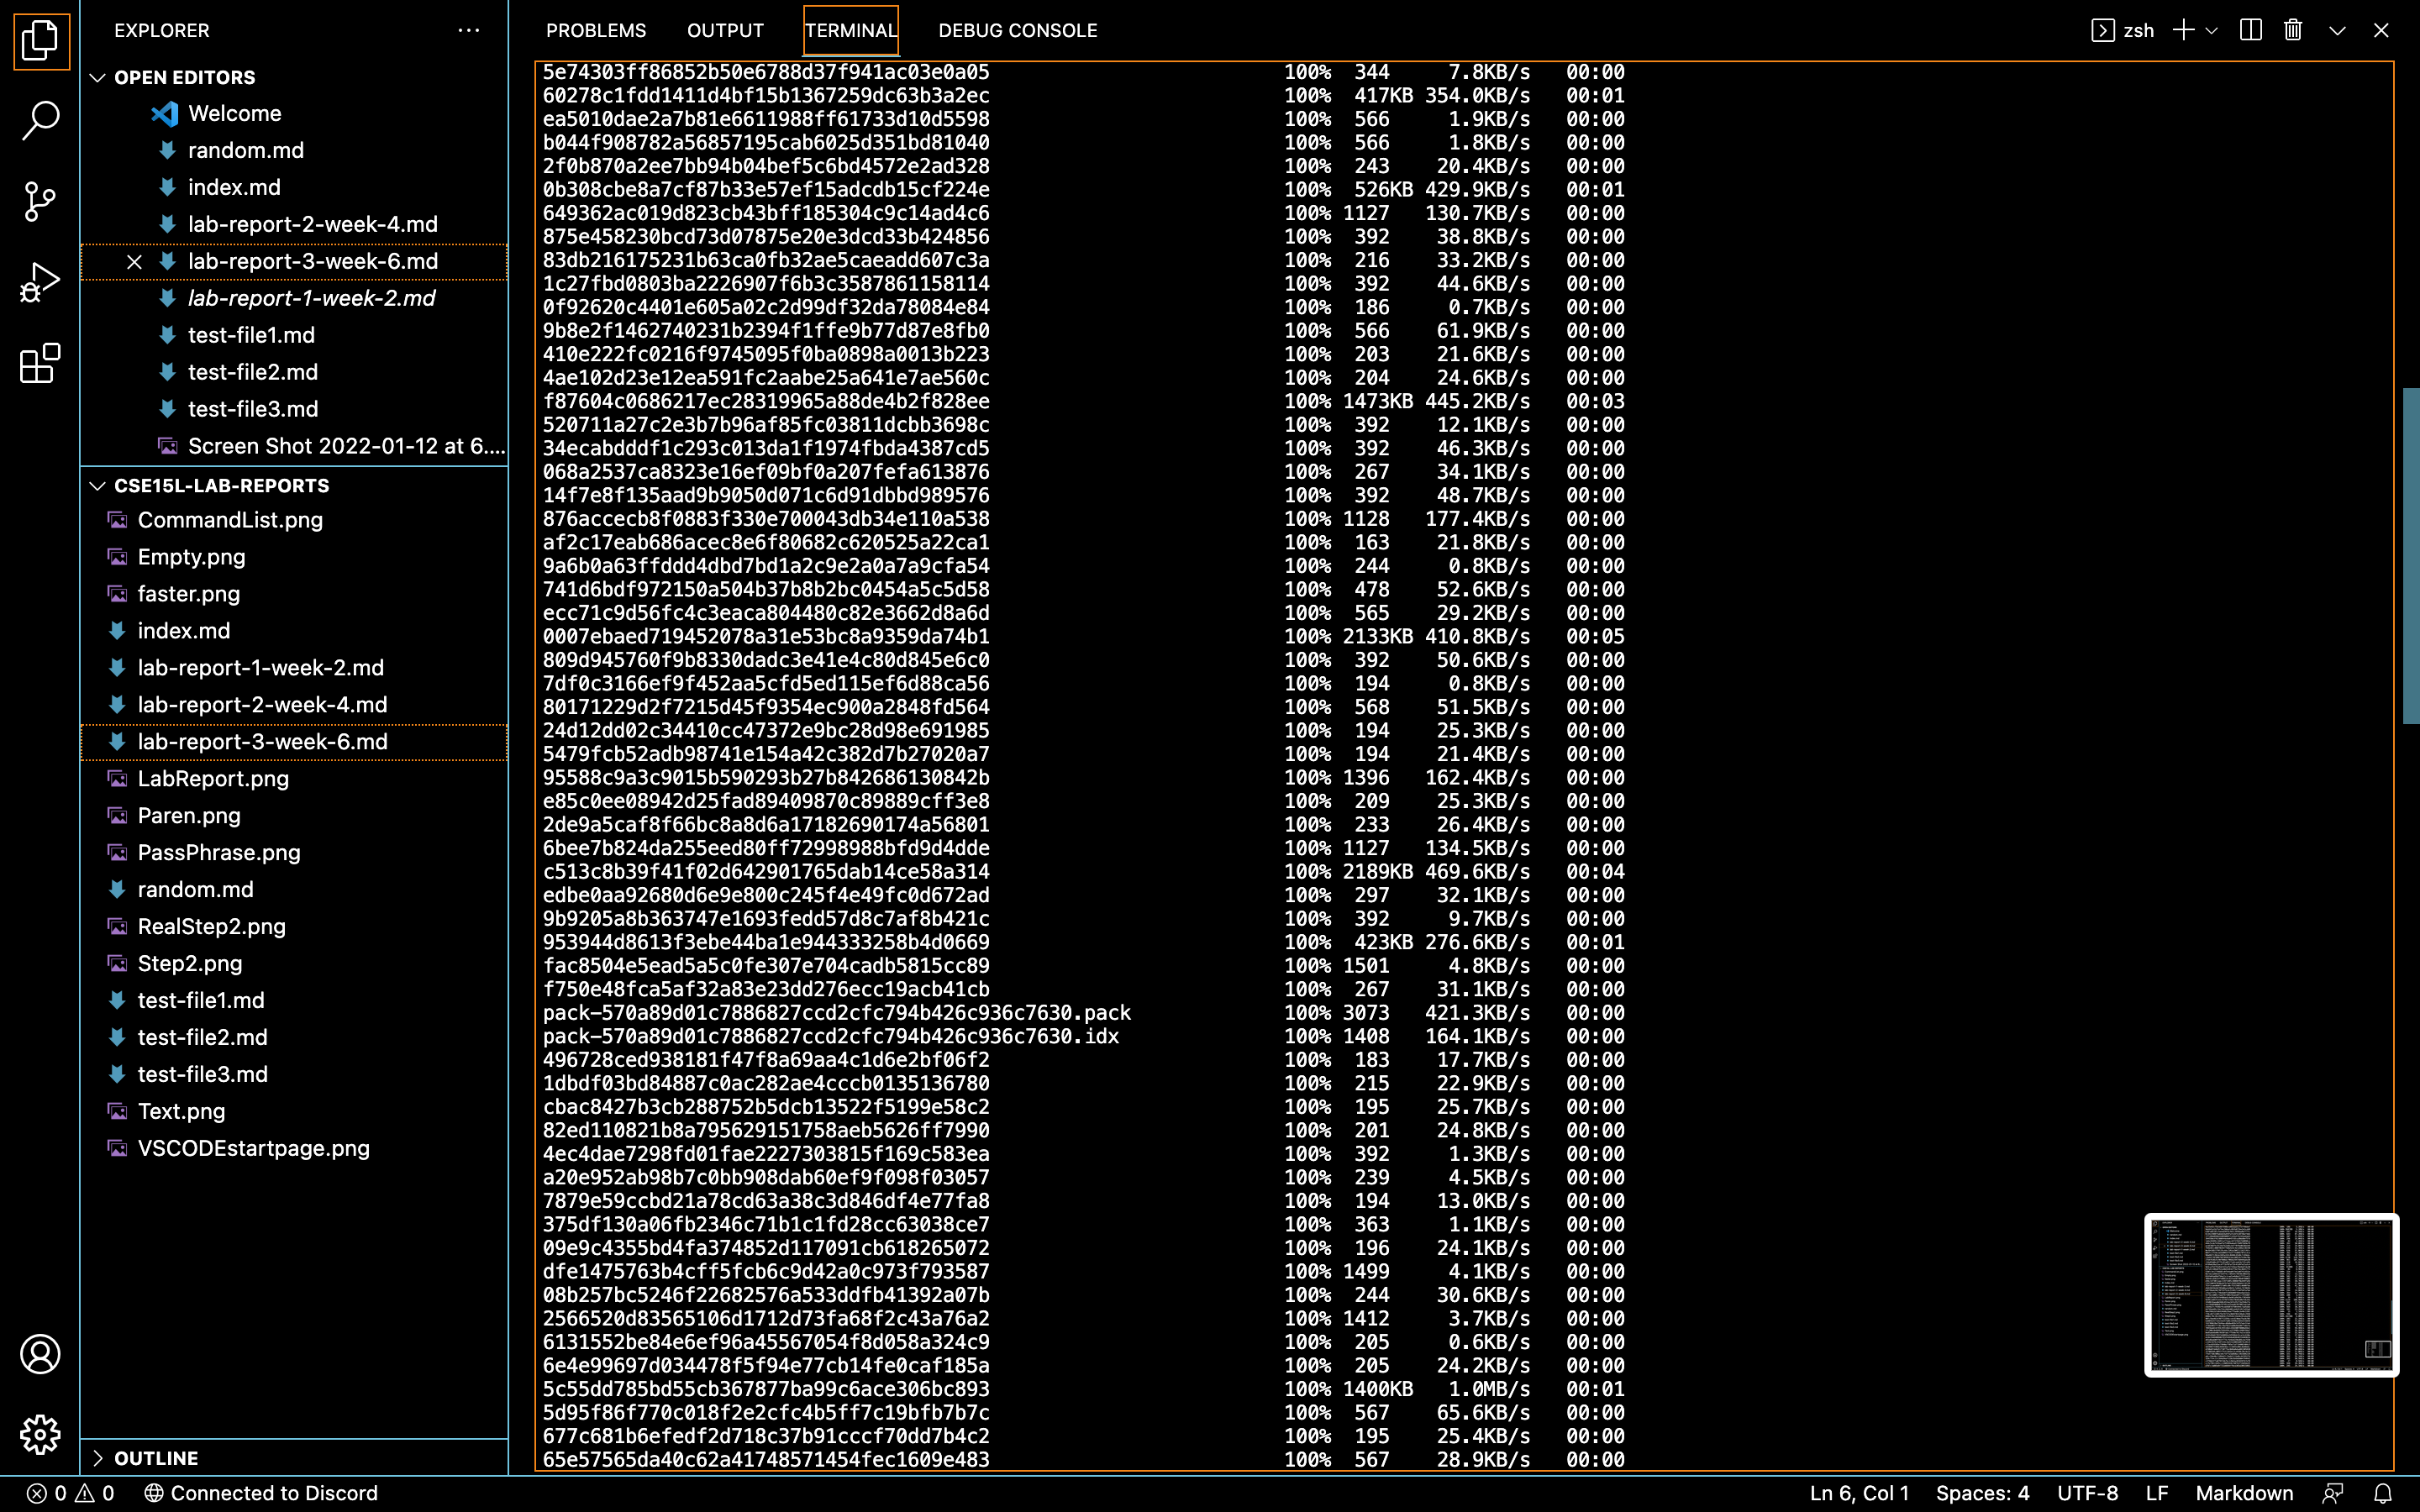 EXPLORER
OPEN EDITORS
Welcome
random.md
index.md
lab-report-2-week-4.md
lab-report-3-week-6.md
lab-report-1-week-2.md
test-file1.md
test-file2.md
test-file3.md
Screen Shot 2022-01-12 at 6....
CSE15L-LAB-REPORTS
CommandList.png
Empty.png
faster.png
index.md
lab-report-1-week-2.md
lab-report-2-week-4.md
lab-report-3-week-6.md
LabReport.png
Paren.png
PassPhrase.png
random.md
RealStep2.png
Step2.png
test-file1.md
test-file2.md
test-file3.md
Text.png
VSCODEstartpage.png
OUTLINE
PROBLEMS OUTPUT TERMINAL DEBUG CONSOLE
zsh
5e74303ff86852b50e6788d37f941ac03e0a05 100% 344 7.8KB/s 00:00
60278c1fdd1411d4bf15b1367259dc63b3a2ec 100% 417KB 354.0KB/s 00:01
ea5010dae2a7b81e6611988ff61733d10d5598 100% 566 1.9KB/s 00:00
b044f908782a56857195cab6025d351bd81040 100% 566 1.8KB/s 00:00
2f0b870a2ee7bb94b04bef5c6bd4572e2ad328 100% 243 20.4KB/s 00:00
0b308cbe8a7cf87b33e57ef15adcdb15cf224e 100% 526KB 429.9KB/s 00:01
649362ac019d823cb43bff185304c9c14ad4c6 100% 1127 130.7KB/s 00:00
875e458230bcd73d07875e20e3dcd33b424856 100% 392 38.8KB/s 00:00
83db216175231b63ca0fb32ae5caeadd607c3a 100% 216 33.2KB/s 00:00
1c27fbd0803ba2226907f6b3c3587861158114 100% 392 44.6KB/s 00:00
0f92620c4401e605a02c2d99df32da78084e84 100% 186 0.7KB/s 00:00
9b8e2f1462740231b2394f1ffe9b77d87e8fb0 100% 566 61.9KB/s 00:00
410e222fc0216f9745095f0ba0898a0013b223 100% 203 21.6KB/s 00:00
4ae102d23e12ea591fc2aabe25a641e7ae560c 100% 204 24.6KB/s 00:00
f87604c0686217ec28319965a88de4b2f828ee 100% 1473KB 445.2KB/s 00:03
520711a27c2e3b7b96af85fc03811dcbb3698c 100% 392 12.1KB/s 00:00
34ecabdddf1c293c013da1f1974fbda4387cd5 100% 392 46.3KB/s 00:00
068a2537ca8323e16ef09bf0a207fefa613876 100% 267 34.1KB/s 00:00
14f7e8f135aad9b9050d071c6d91dbbd989576 100% 392 48.7KB/s 00:00
876accecb8f0883f330e700043db34e110a538 100% 1128 177.4KB/s 00:00
af2c17eab686acec8e6f80682c620525a22ca1 100% 163 21.8KB/s 00:00
9a6b0a63ffddd4dbd7bd1a2c9e2a0a7a9cfa54 100% 244 0.8KB/s 00:00
741d6bdf972150a504b37b8b2bc0454a5c5d58 100% 478 52.6KB/s 00:00
ecc71c9d56fc4c3eaca804480c82e3662d8a6d 100% 565 29.2KB/s 00:00
0007ebaed719452078a31e53bc8a9359da74b1 100% 2133KB 410.8KB/s 00:05
809d945760f9b8330dadc3e41e4c80d845e6c0 100% 392 50.6KB/s 00:00
7df0c3166ef9f452aa5cfd5ed115ef6d88ca56 100% 194 0.8KB/s 00:00
80171229d2f7215d45f9354ec900a2848fd564 100% 568 51.5KB/s 00:00
24d12dd02c34410cc47372e9bc28d98e691985 100% 194 25.3KB/s 00:00
5479fcb52adb98741e154a42c382d7b27020a7 100% 194 21.4KB/s 00:00
95588c9a3c9015b590293b27b842686130842b 100% 1396 162.4KB/s 00:00
e85c0ee08942d25fad89409870c89889cff3e8 100% 209 25.3KB/s 00:00
2de9a5caf8f66bc8a8d6a17182690174a56801 100% 233 26.4KB/s 00:00
6bee7b824da255eed80ff72998988bfd9d4dde 100% 1127 134.5KB/s 00:00
c513c8b39f41f02d642901765dab14ce58a314 100% 2189KB 469.6KB/s 00:04
edbe0aa92680d6e9e800c245f4e49fc0d672ad 100% 297 32.1KB/s 00:00
9b9205a8b363747e1693fedd57d8c7af8b421c 100% 392 9.7KB/s 00:00
953944d8613f3ebe44ba1e944333258b4d0669 100% 423KB 276.6KB/s 00:01
fac8504e5ead5a5c0fe307e704cadb5815cc89 100% 1501 4.8KB/s 00:00
f750e48fca5af32a83e23dd276ecc19acb41cb 100% 267 31.1KB/s 00:00
pack-570a89d01c7886827ccd2cfc794b426c936c7630.pack 100% 3073 421.3KB/s 00:00
pack-570a89d01c7886827ccd2cfc794b426c936c7630.idx 100% 1408 164.1KB/s 00:00
496728ced938181f47f8a69aa4c1d6e2bf06f2 100% 183 17.7KB/s 00:00
1dbdf03bd84887c0ac282ae4cccb0135136780 100% 215 22.9KB/s 00:00
cbac8427b3cb288752b5dcb13522f5199e58c2 100% 195 25.7KB/s 00:00
82ed110821b8a795629151758aeb5626ff7990 100% 201 24.8KB/s 00:00
4ec4dae7298fd01fae2227303815f169c583ea 100% 392 1.3KB/s 00:00
a20e952ab98b7c0bb908dab60ef9f098f03057 100% 239 4.5KB/s 00:00
7879e59ccbd21a78cd63a38c3d846df4e77fa8 100% 194 13.0KB/s 00:00
375df130a06fb2346c71b1c1fd28cc63038ce7 100% 363 1.1KB/s 00:00
09e9c4355bd4fa374852d117091cb618265072 100% 196 24.1KB/s 00:00
dfe1475763b4cff5fcb6c9d42a0c973f793587 100% 1499 4.1KB/s 00:00
08b257bc5246f22682576a533ddfb41392a07b 100% 244 30.6KB/s 00:00
2566520d83565106d1712d73fa68f2c43a76a2 100% 1412 3.7KB/s 00:00
6131552be84e6ef96a45567054f8d058a324c9 100% 205 0.6KB/s 00:00
6e4e99697d034478f5f94e77cb14fe0caf185a 100% 205 24.2KB/s 00:00
5c55dd785bd55cb367877ba99c6ace306bc893 100% 1400KB 1.0MB/s 00:01
5d95f86f770c018f2e2cfc4b5ff7c19bfb7b7c 100% 567 65.6KB/s 00:00
677c681b6efedf2d718c37b91cccf70dd7b4c2 100% 195 25.4KB/s 00:00
65e57565da40c62a41748571454fec1609e483 100% 567 28.9KB/s 00:00
0 0 Connected to Discord Ln 6, Col 1 Spaces: 4 UTF-8 LF Markdown